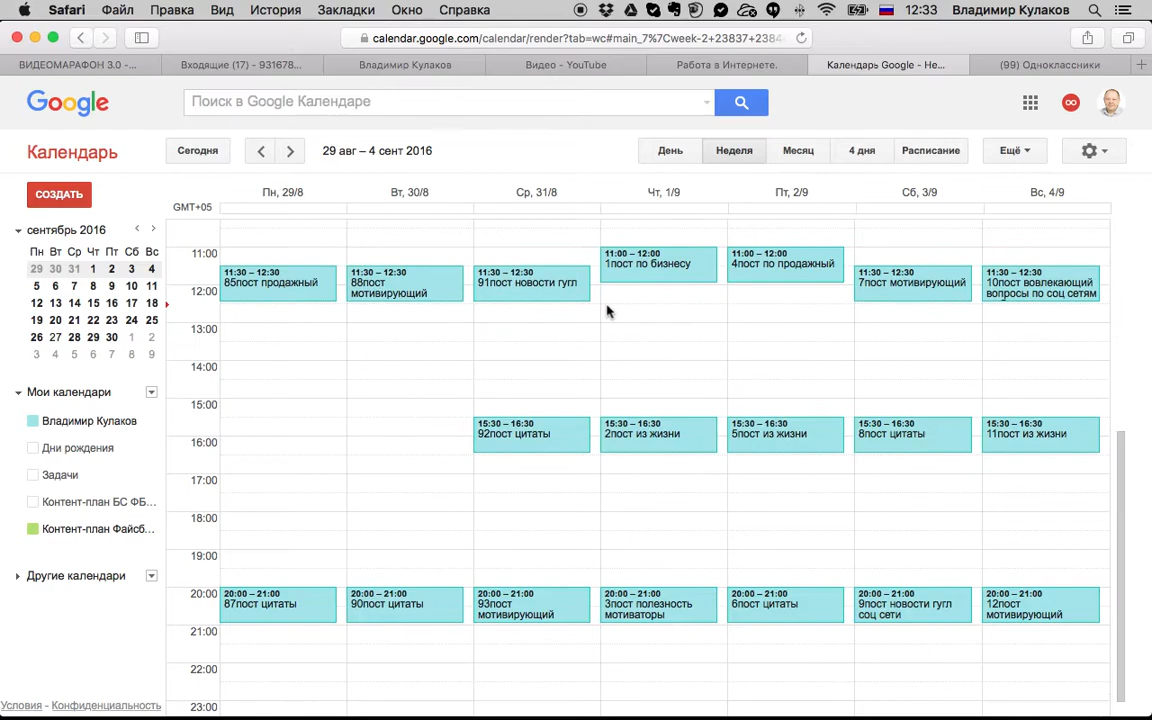 Safari Файл Правка Вид История Закладки Окно Справка 12:33 Владимир Кулаков
calendar.google.com/calendar/render?tab=wc#main_7%7Cweek-2+23837+2384
ВИДЕОМАРАФОН 3.0 -... Входящие (17) - 931678... Владимир Кулаков Видео - YouTube Работа в Интернете. Календарь Google - Не... (99) Одноклассники
Google Поиск в Google Календаре
Календарь Сегодня 29 авг – 4 сент 2016 День Неделя Месяц 4 дня Расписание Ещё
СОЗДАТЬ
Пн, 29/8 Вт, 30/8 Ср, 31/8 Чт, 1/9 Пт, 2/9 Сб, 3/9 Вс, 4/9
GMT+05
сентябрь 2016
Пн Вт Ср Чт Пт Сб Вс
29 30 31 1 2 3 4
5 6 7 8 9 10 11
12 13 14 15 16 17 18
19 20 21 22 23 24 25
26 27 28 29 30 1 2
3 4 5 6 7 8 9
Мои календари
Владимир Кулаков
Дни рождения
Задачи
Контент-план БС ФБ...
Контент-план Файсб...
Другие календари
Условия - Конфиденциальность
11:00
12:00
13:00
14:00
15:00
16:00
17:00
18:00
19:00
20:00
21:00
22:00
23:00
11:30 – 12:30
85пост продажный
20:00 – 21:00
87пост цитаты
11:30 – 12:30
88пост
мотивирующий
20:00 – 21:00
90пост цитаты
11:30 – 12:30
91пост новости гугл
15:30 – 16:30
92пост цитаты
20:00 – 21:00
93пост
мотивирующий
11:00 – 12:00
1пост по бизнесу
15:30 – 16:30
2пост из жизни
20:00 – 21:00
3пост полезность
мотиваторы
11:00 – 12:00
4пост по продажный
15:30 – 16:30
5пост из жизни
20:00 – 21:00
6пост цитаты
11:30 – 12:30
7пост мотивирующий
15:30 – 16:30
8пост цитаты
20:00 – 21:00
9пост новости гугл
соц сети
11:30 – 12:30
10пост вовлекающий
вопросы по соц сетям
15:30 – 16:30
11пост из жизни
20:00 – 21:00
12пост
мотивирующий